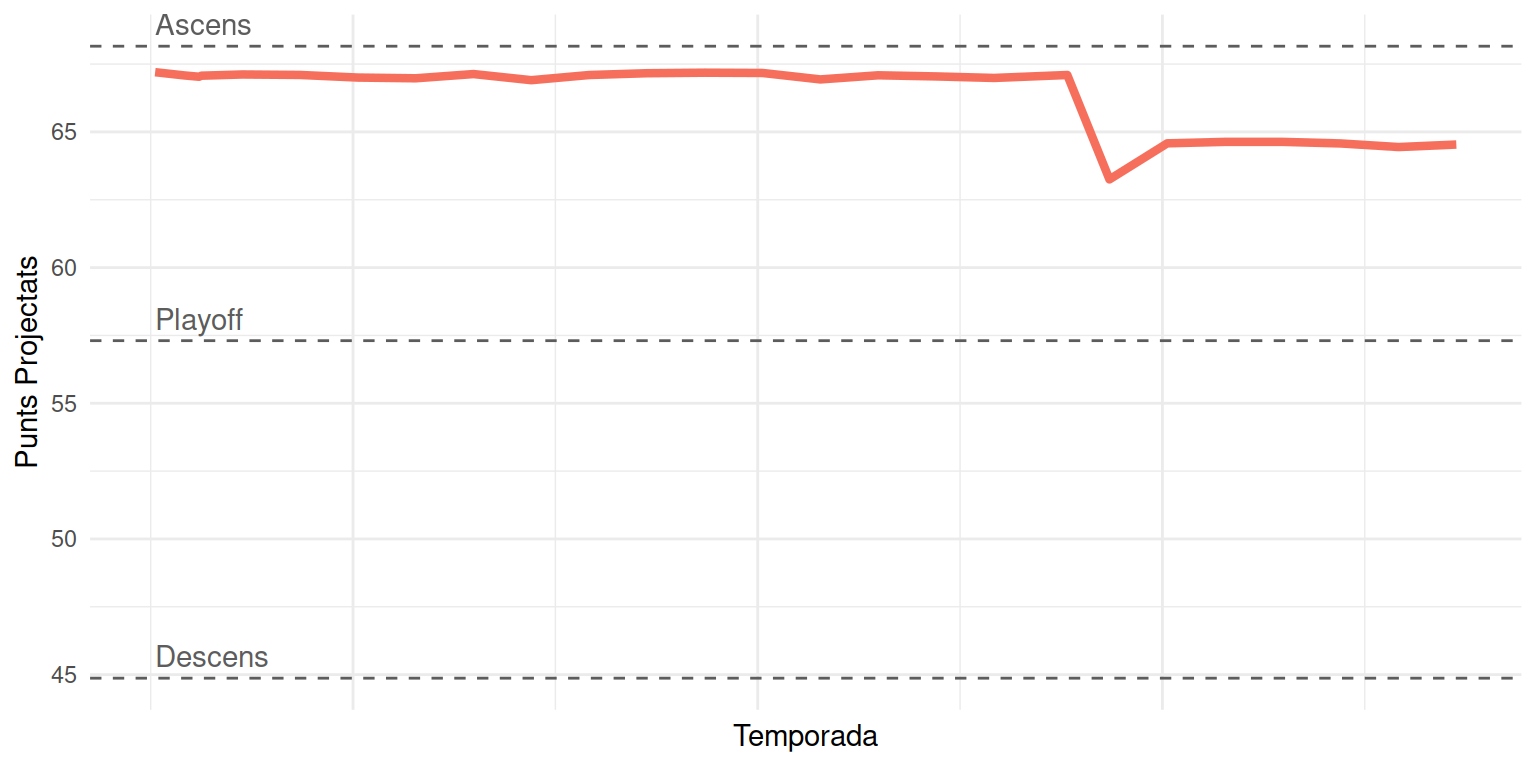 Ascens
65
60
Playoff
55
50
Descens
45
Punts Projectats
Temporada